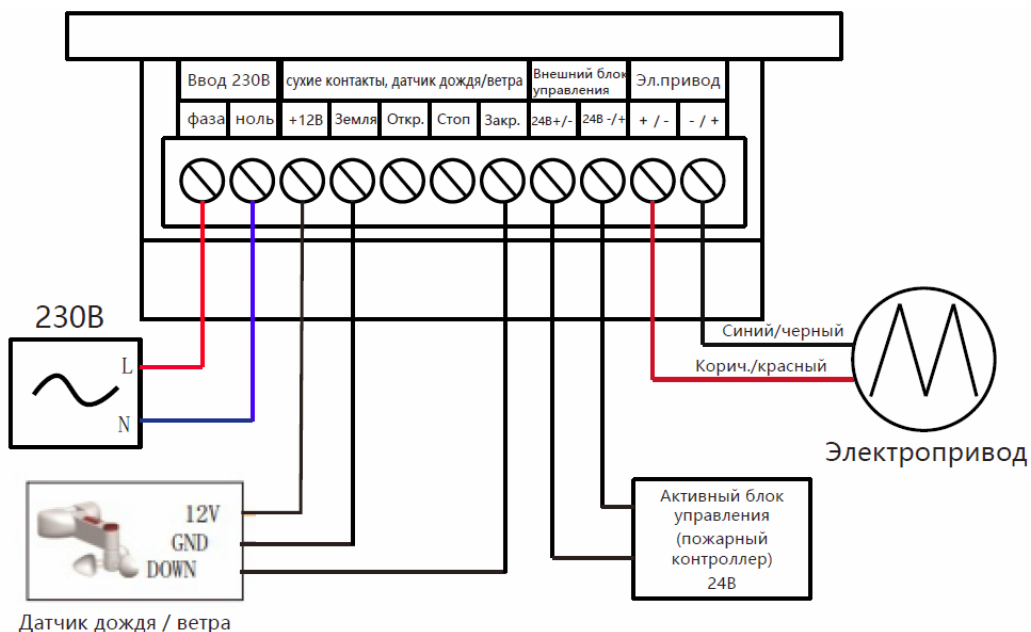 Ввод 230В сухие контакты, датчик дождя/ветра Внешний блок управления Эл.привод
фаза ноль +12В Земля Откр. Стоп Закр. 24В+/- 24В -/+ + / - - / +
230В
L
N
Синий/черный
Корич./красный
Электропривод
12V
GND
DOWN
Датчик дождя / ветра
Активный блок
управления
(пожарный
контроллер)
24В